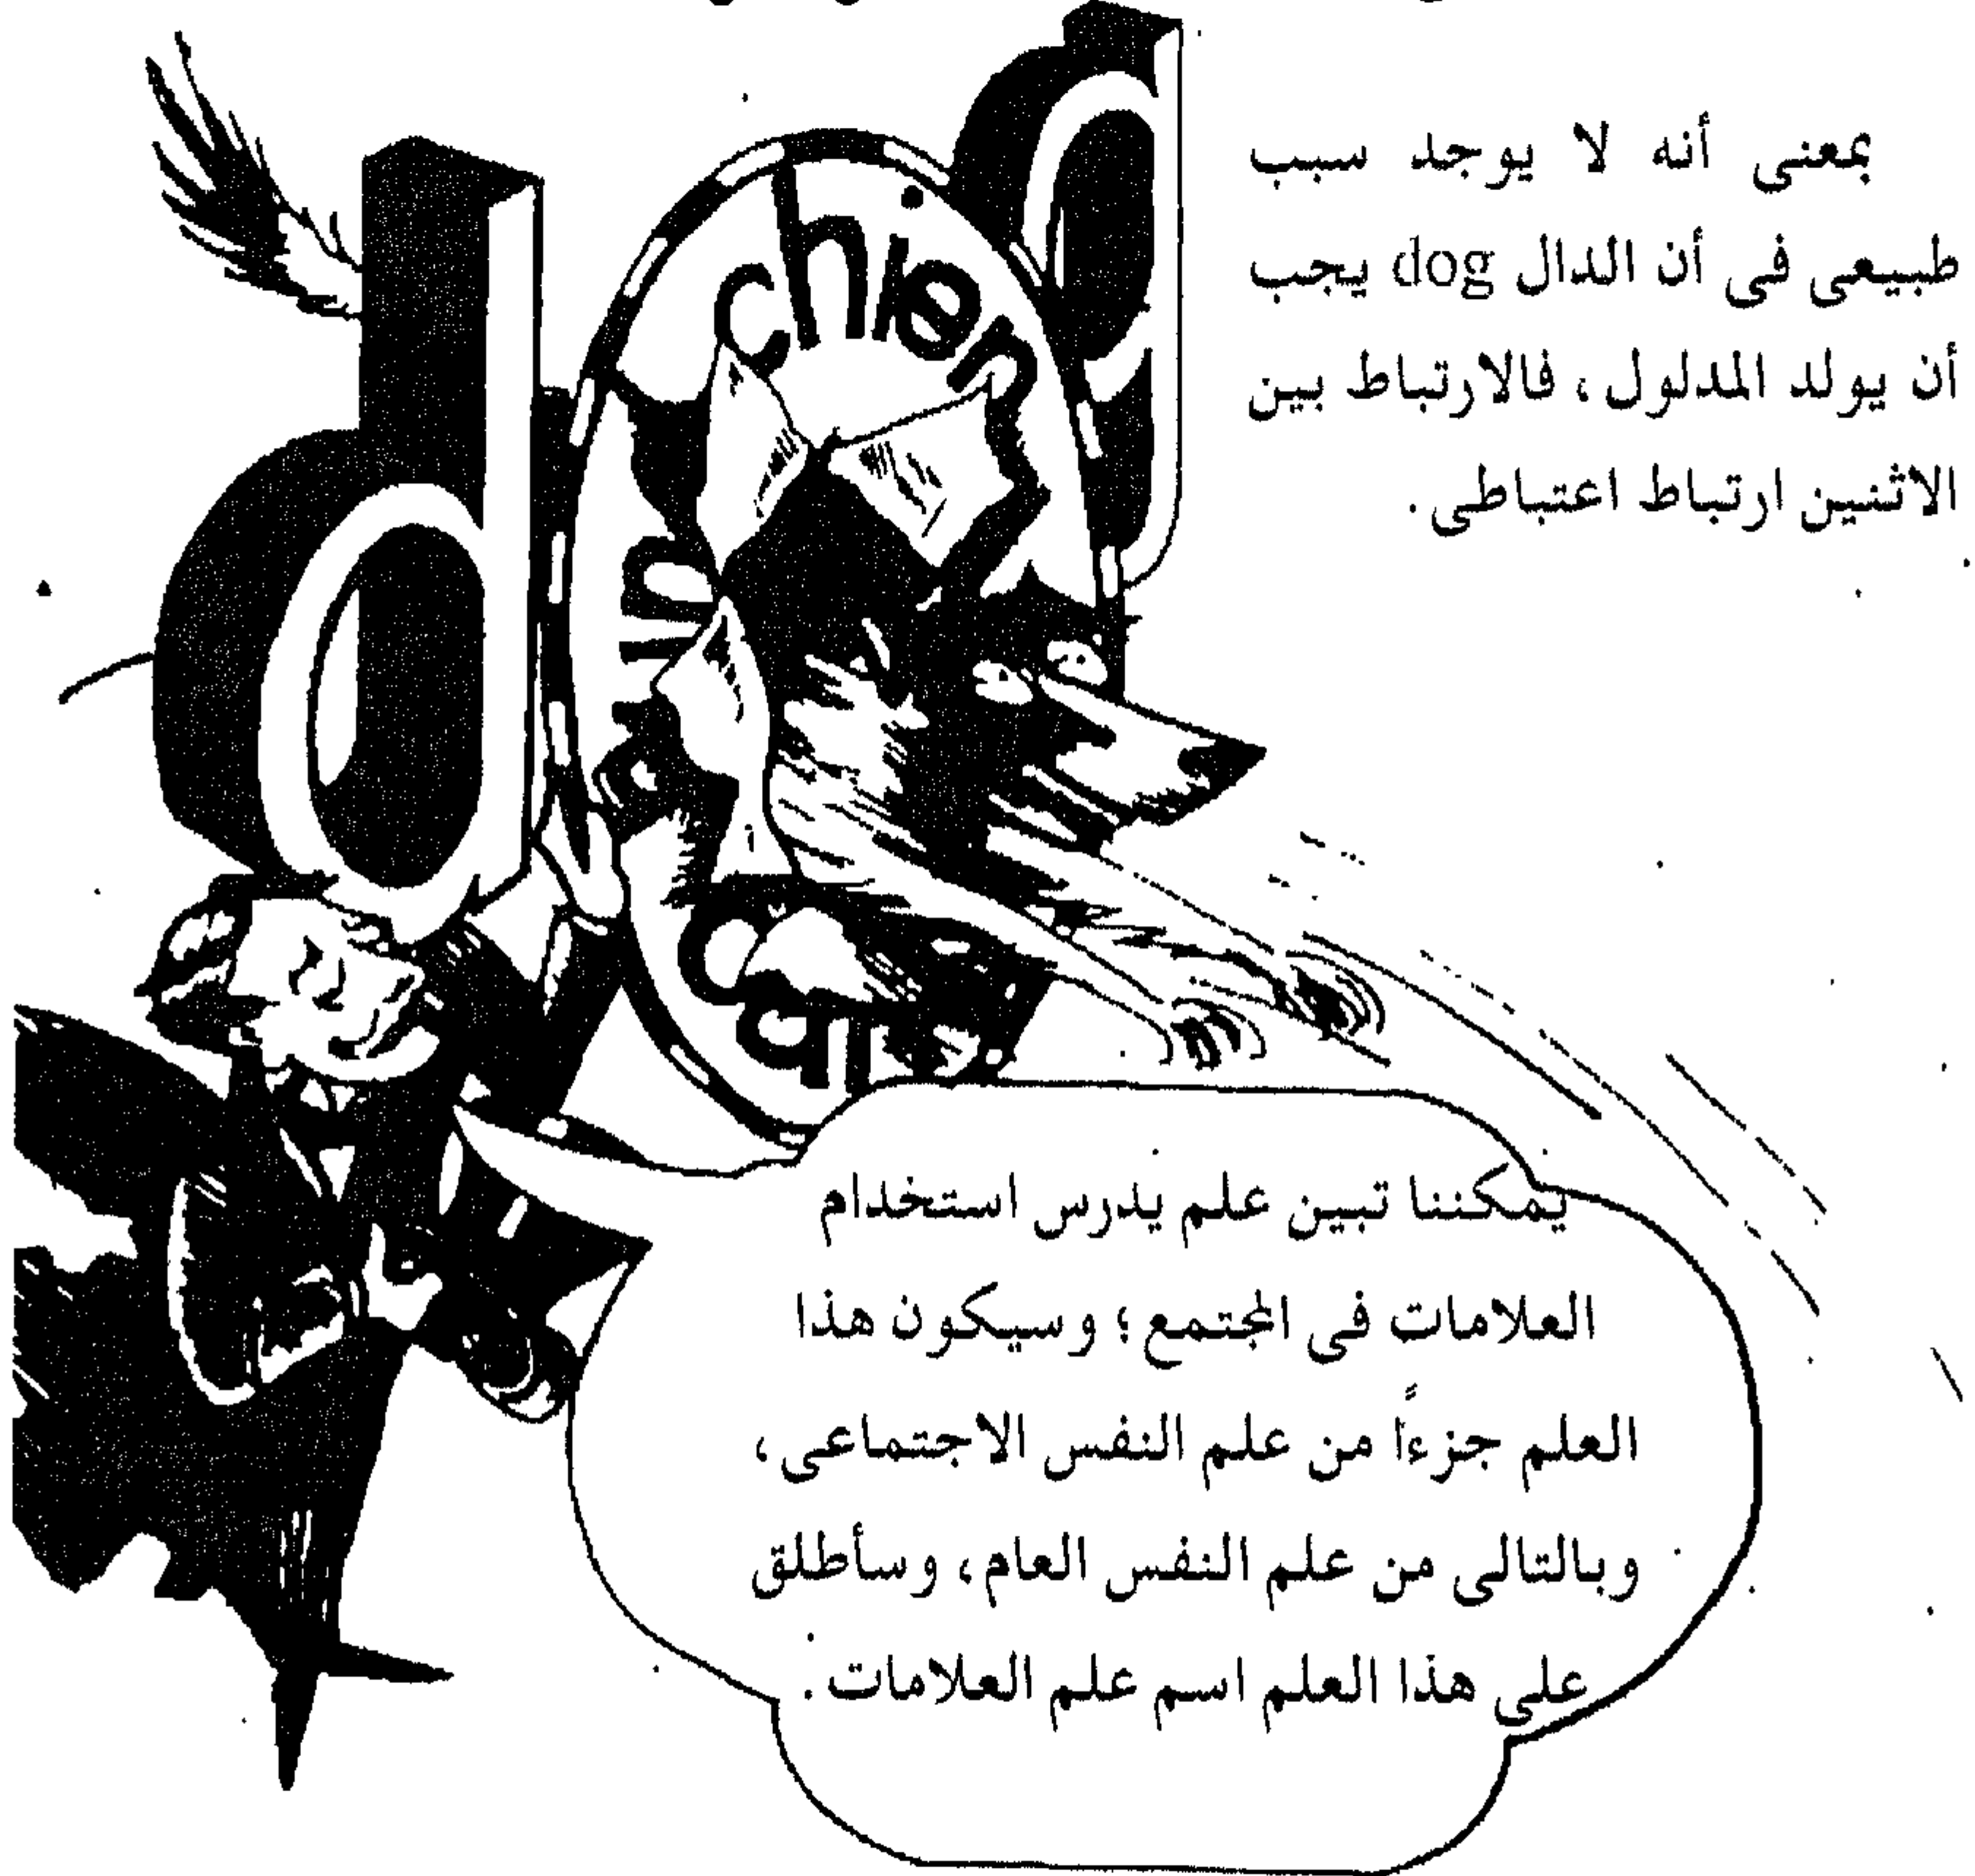 بمعنى أنه لا يوجد سبب
طبيعى فى أن الدال dog يجب
أن يولد المدلول، فالارتباط بين
الاثنين ارتباط اعتباطى.
chien
يمكننا تبين علم يدرس استخدام
العلامات فى المجتمع؛ وسيكون هذا
العلم جزءاً من علم النفس الاجتماعى،
وبالتالى من علم النفس العام، وسأطلق
على هذا العلم اسم علم العلامات.